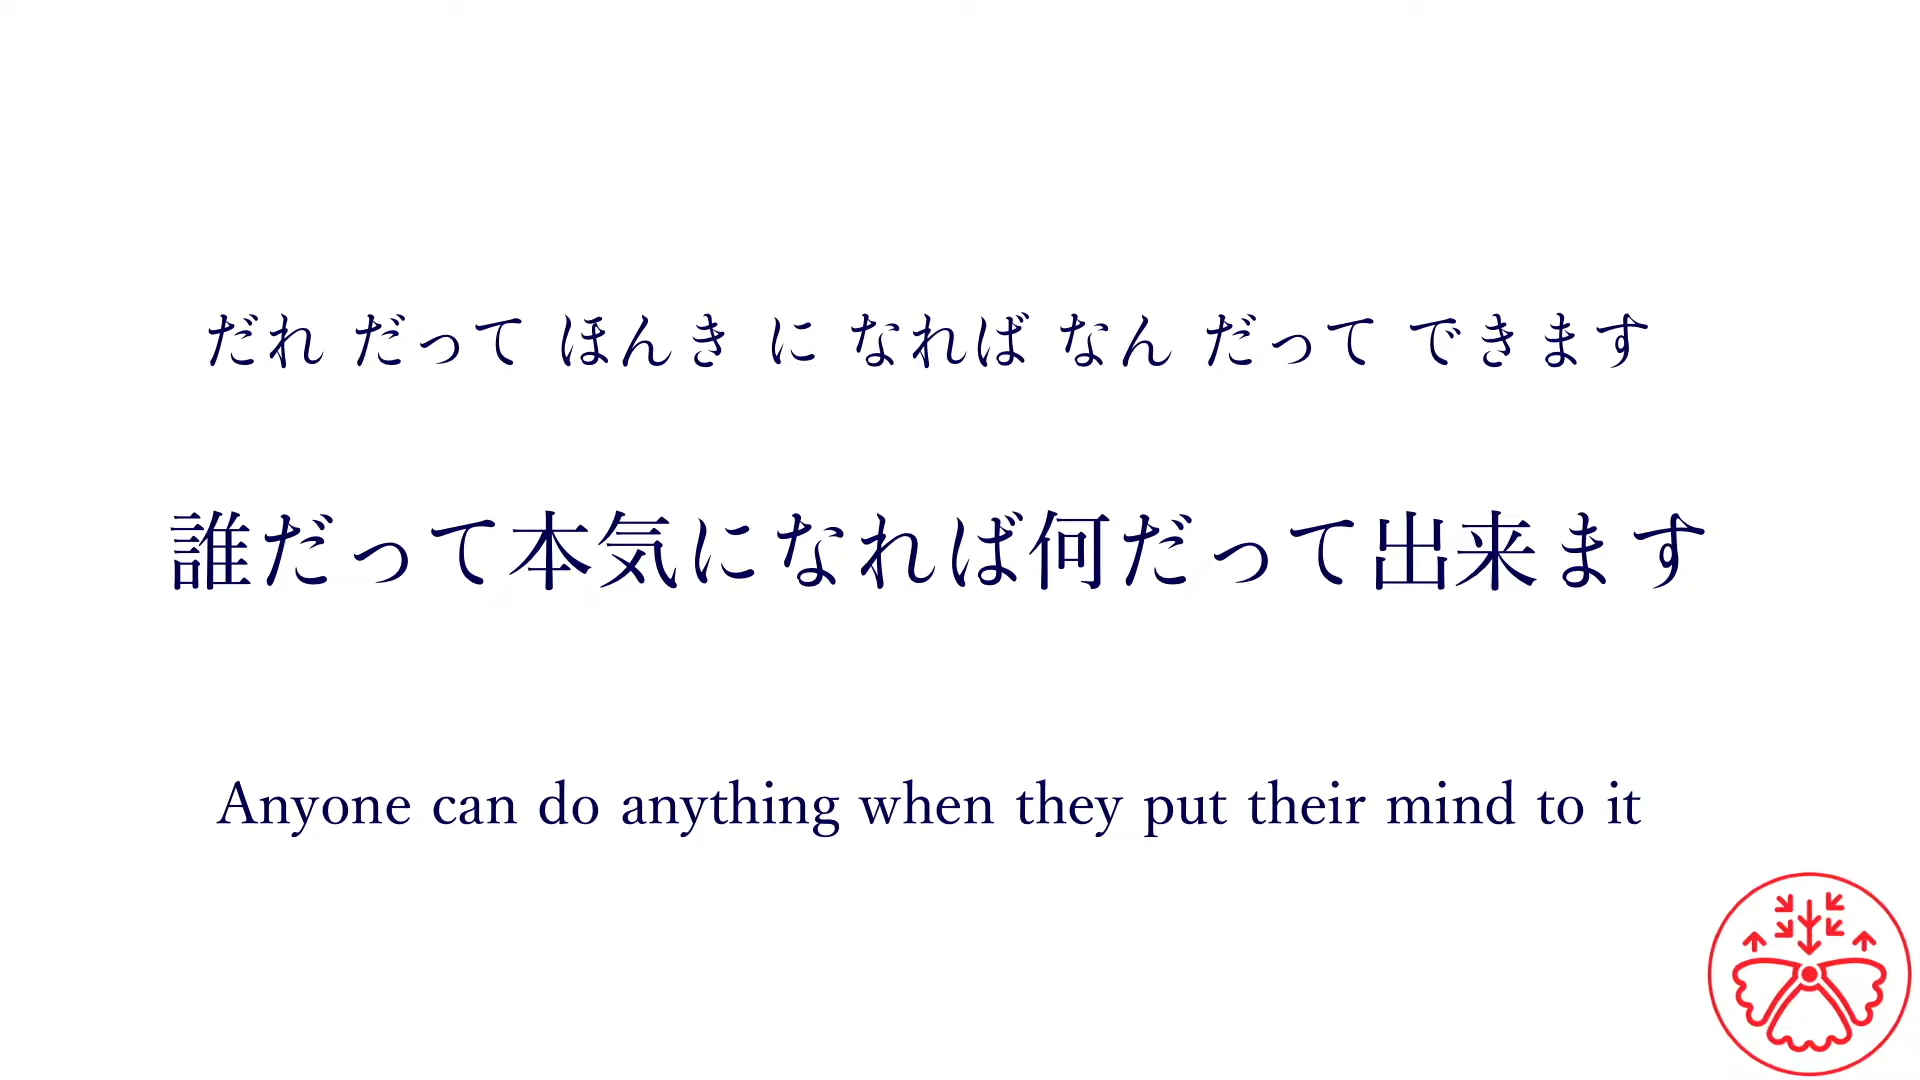 だれ だって ほんき に なれば なん だって できます
誰だって本気になれば何だって出来ます
Anyone can do anything when they put their mind to it